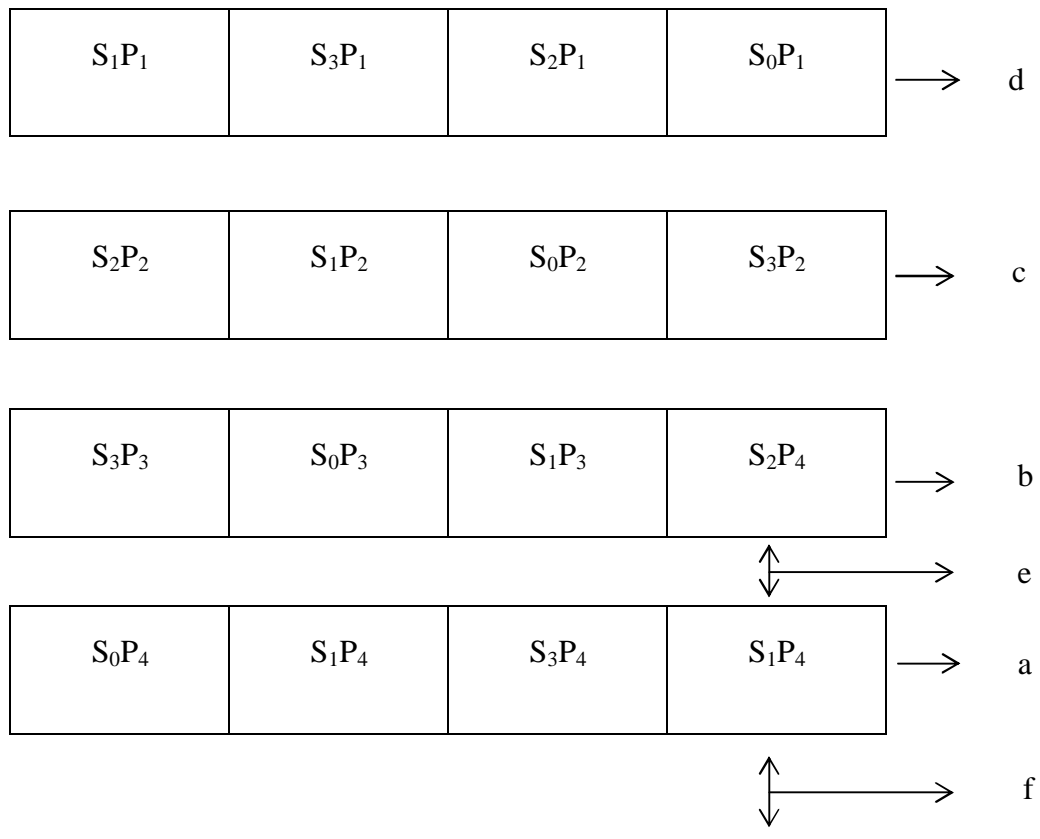 S₁P₁ S₃P₁ S₂P₁ S₀P₁ d
S₂P₂ S₁P₂ S₀P₂ S₃P₂ c
S₃P₃ S₀P₃ S₁P₃ S₂P₄ b
e
S₀P₄ S₁P₄ S₃P₄ S₁P₄ a
f